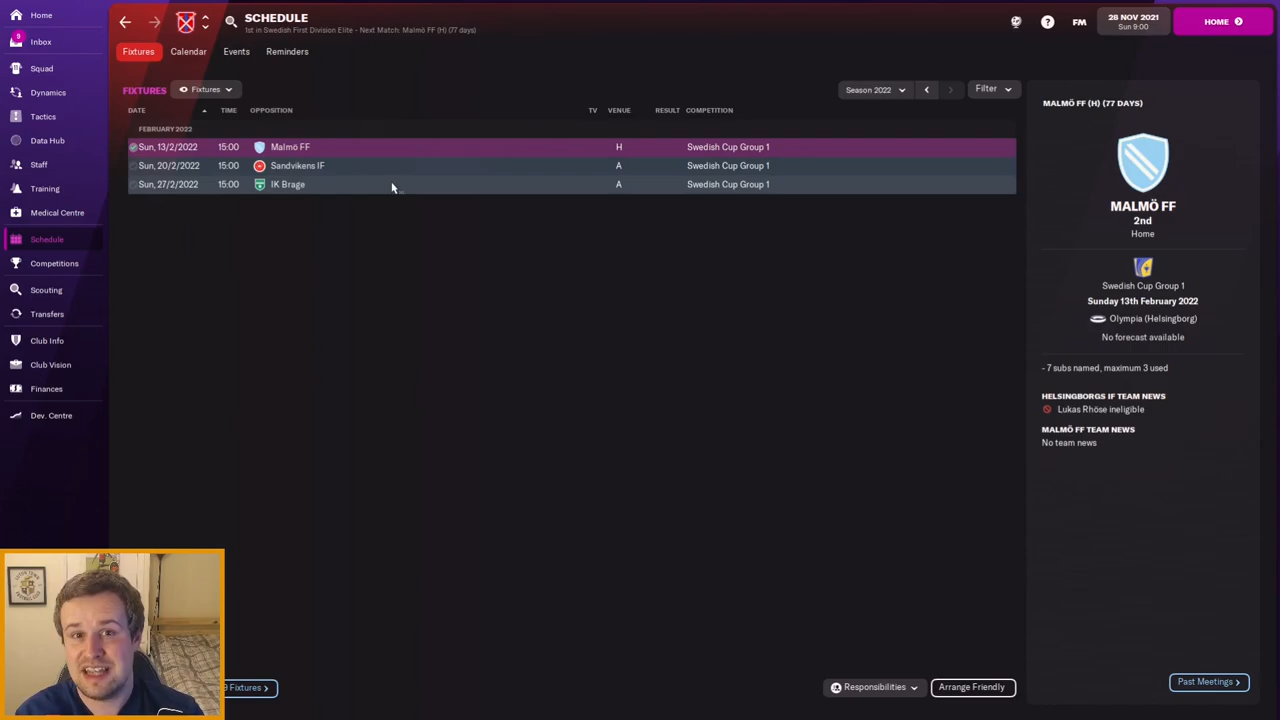 Home
SCHEDULE
1st in Swedish First Division Elite - Next Match: Malmö FF (H) (77 days)
?
FM
28 NOV 2021
Sun 9:00
HOME
9
Inbox
Fixtures
Calendar
Events
Reminders
Squad
Dynamics
Tactics
Data Hub
Staff
Training
Medical Centre
Schedule
Competitions
Scouting
Transfers
Club Info
Club Vision
Finances
Dev. Centre
FIXTURES
Fixtures
Season 2022
Filter
DATE TIME OPPOSITION TV VENUE RESULT COMPETITION
FEBRUARY 2022
Sun, 13/2/2022 15:00 Malmö FF H Swedish Cup Group 1
Sun, 20/2/2022 15:00 Sandvikens IF A Swedish Cup Group 1
Sun, 27/2/2022 15:00 IK Brage A Swedish Cup Group 1
MALMÖ FF (H) (77 DAYS)
MALMÖ FF
2nd
Home
Swedish Cup Group 1
Sunday 13th February 2022
Olympia (Helsingborg)
No forecast available
- 7 subs named, maximum 3 used
HELSINGBORGS IF TEAM NEWS
Lukas Rhöse ineligible
MALMÖ FF TEAM NEWS
No team news
Past Meetings >
Fixtures >
Responsibilities
Arrange Friendly